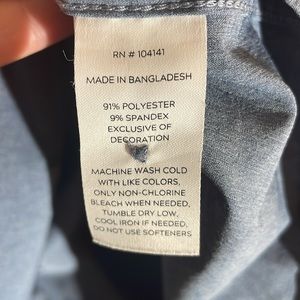 RN # 104141
MADE IN BANGLADESH
91% POLYESTER
9% SPANDEX
EXCLUSIVE OF
DECORATION
MACHINE WASH COLD
WITH LIKE COLORS,
ONLY NON-CHLORINE
BLEACH WHEN NEEDED,
TUMBLE DRY LOW,
COOL IRON IF NEEDED,
DO NOT USE SOFTENERS